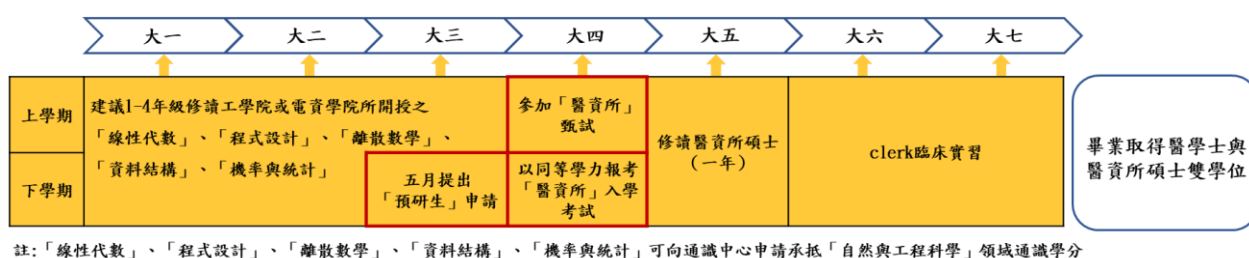 大一
大二
大三
大四
大五
大六
大七
上學期
下學期
建議1-4年級修讀工學院或電資學院所開授之
「線性代數」、「程式設計」、「離散數學」、
「資料結構」、「機率與統計」
五月提出
「預研生」申請
參加「醫資所」
甄試
以同等學力報考
「醫資所」入學
考試
修讀醫資所碩士
(一年)
clerk臨床實習
畢業取得醫學士與
醫資所碩士雙學位
註:「線性代數」、「程式設計」、「離散數學」、「資料結構」、「機率與統計」可向通識中心申請承抵「自然與工程科學」領域通識學分